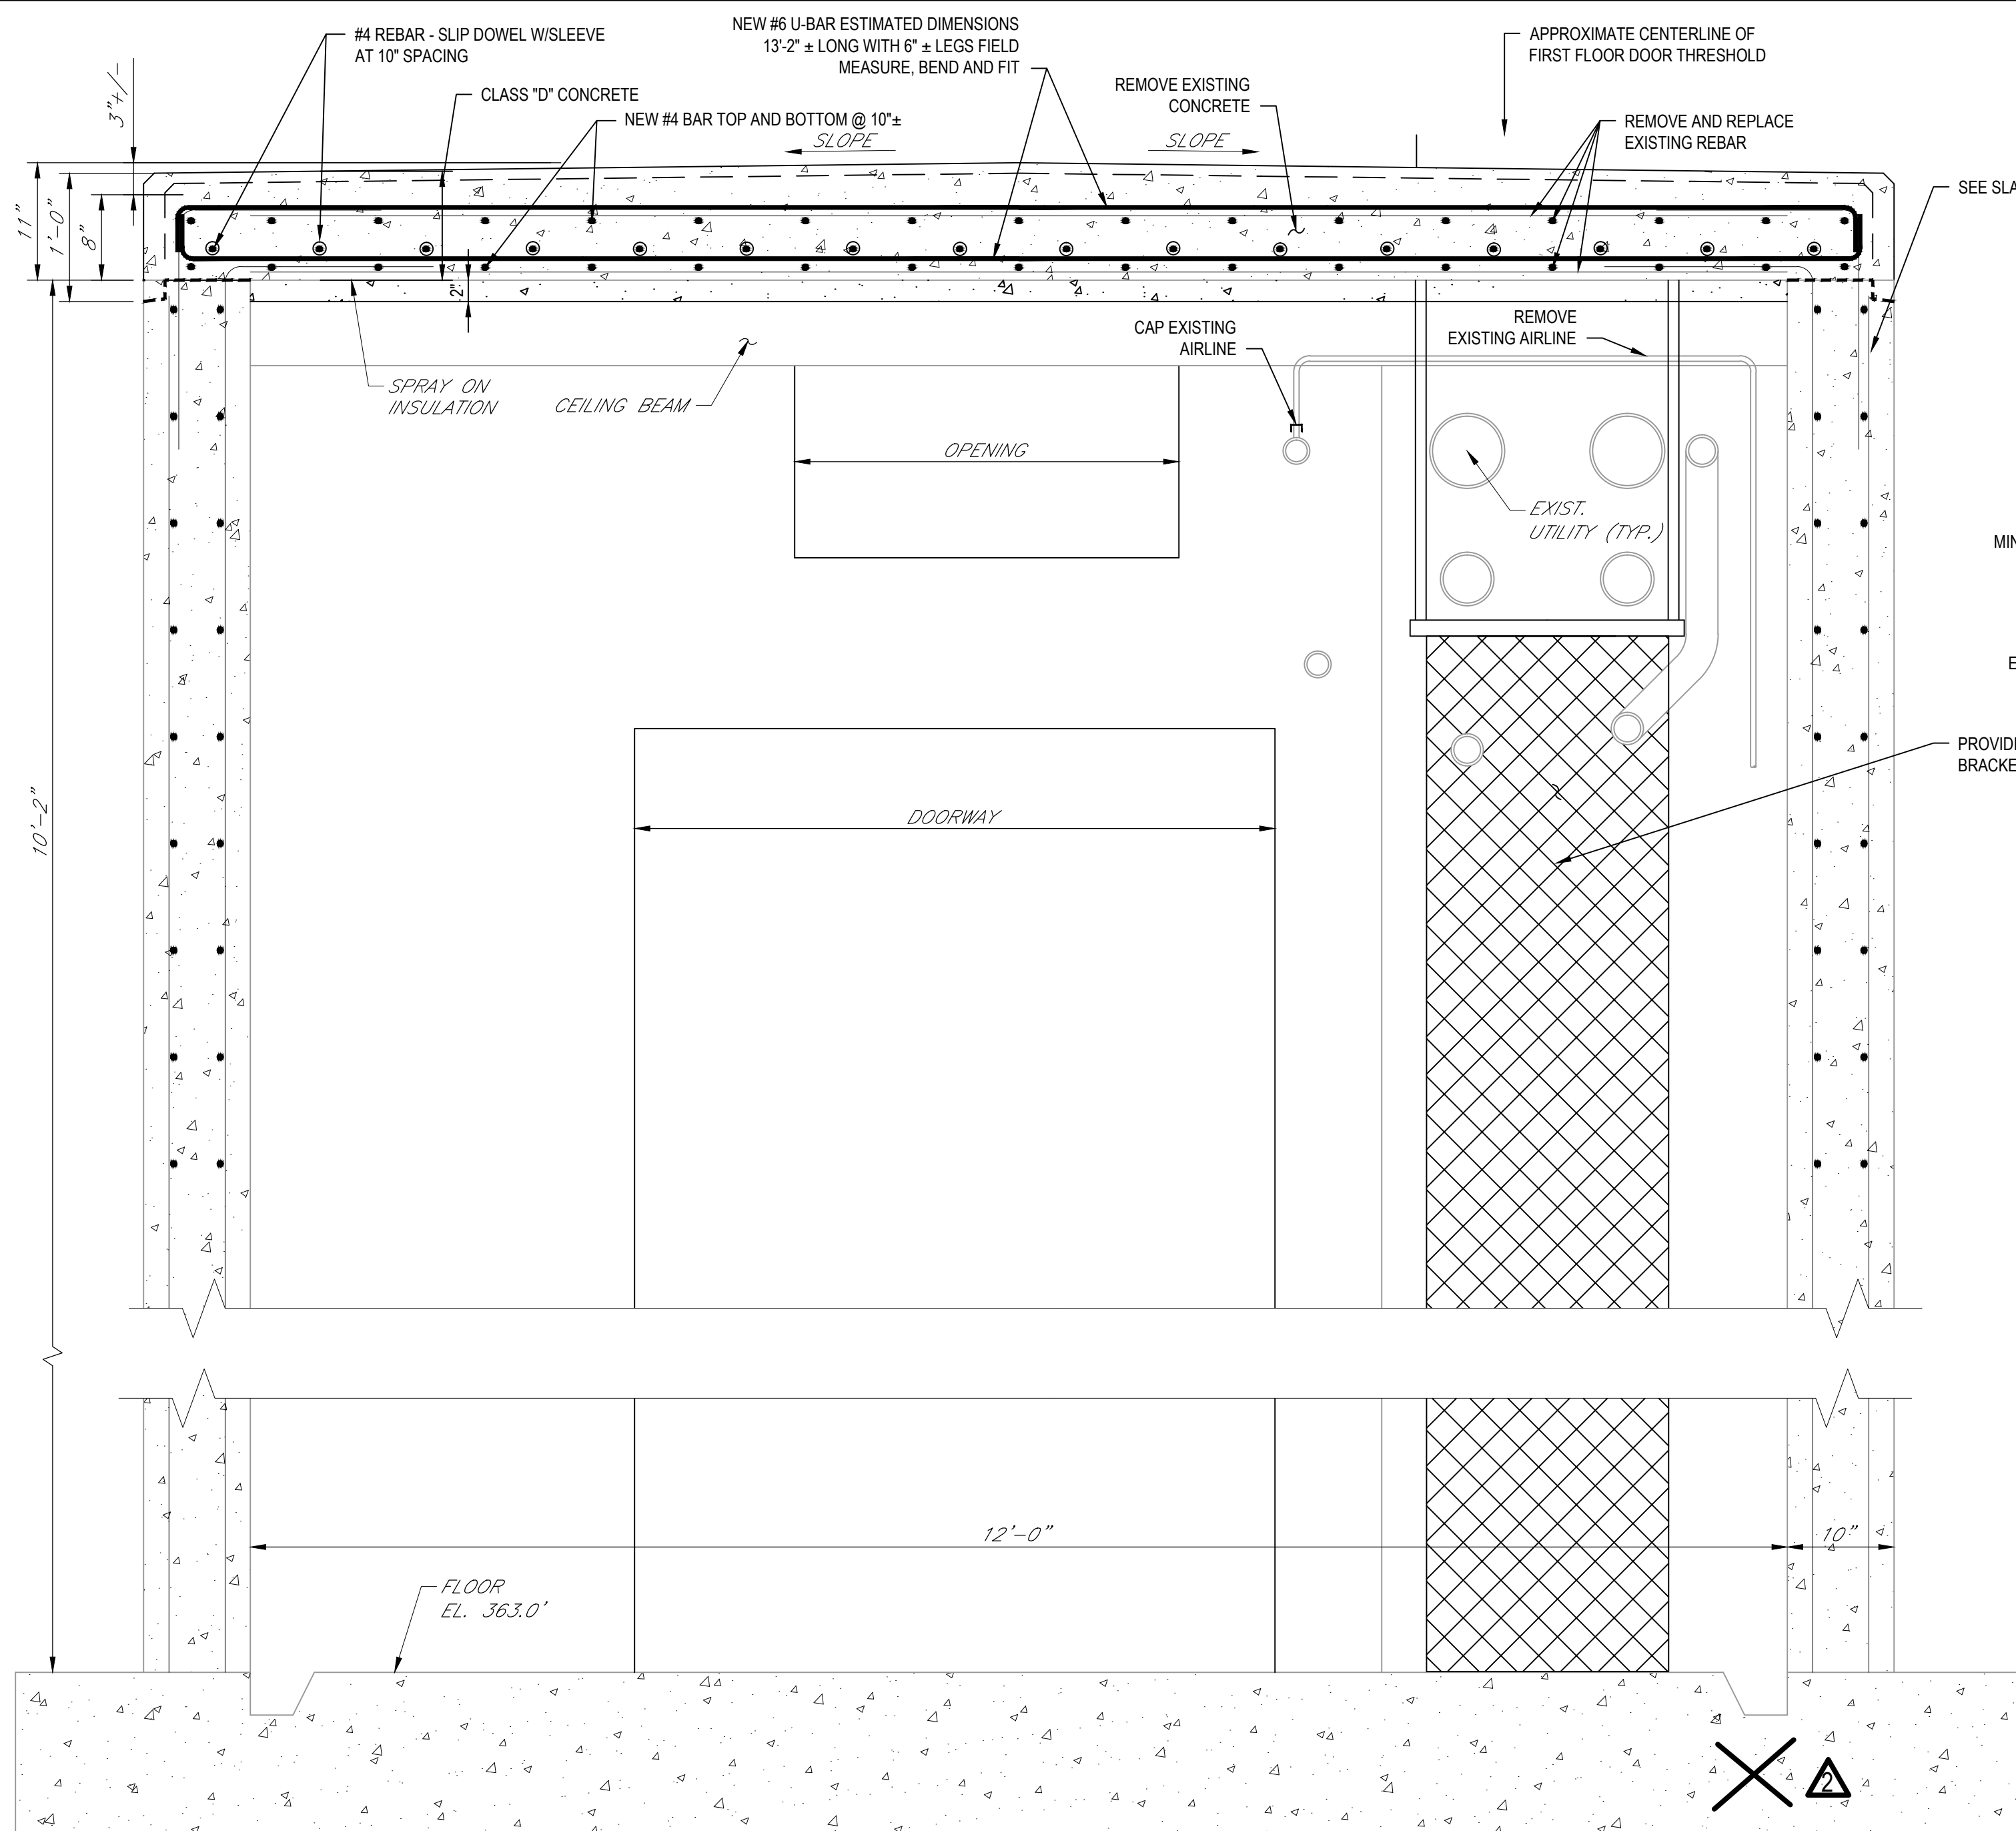 NEW #6 U-BAR ESTIMATED DIMENSIONS
13'-2" ± LONG WITH 6" ± LEGS FIELD
MEASURE, BEND AND FIT
#4 REBAR - SLIP DOWEL W/SLEEVE
AT 10" SPACING
APPROXIMATE CENTERLINE OF
FIRST FLOOR DOOR THRESHOLD
3"+/-
CLASS "D" CONCRETE
REMOVE EXISTING
CONCRETE
NEW #4 BAR TOP AND BOTTOM @ 10"±
REMOVE AND REPLACE
EXISTING REBAR
SLOPE
SLOPE
SEE SLA
11"
1'-0"
8"
2"
CAP EXISTING
AIRLINE
REMOVE
EXISTING AIRLINE
SPRAY ON
INSULATION
CEILING BEAM
OPENING
EXIST.
UTILITY (TYP.)
MIN
E
PROVID
BRACKE
10'-2"
DOORWAY
12'-0"
10"
FLOOR
EL. 363.0'
2